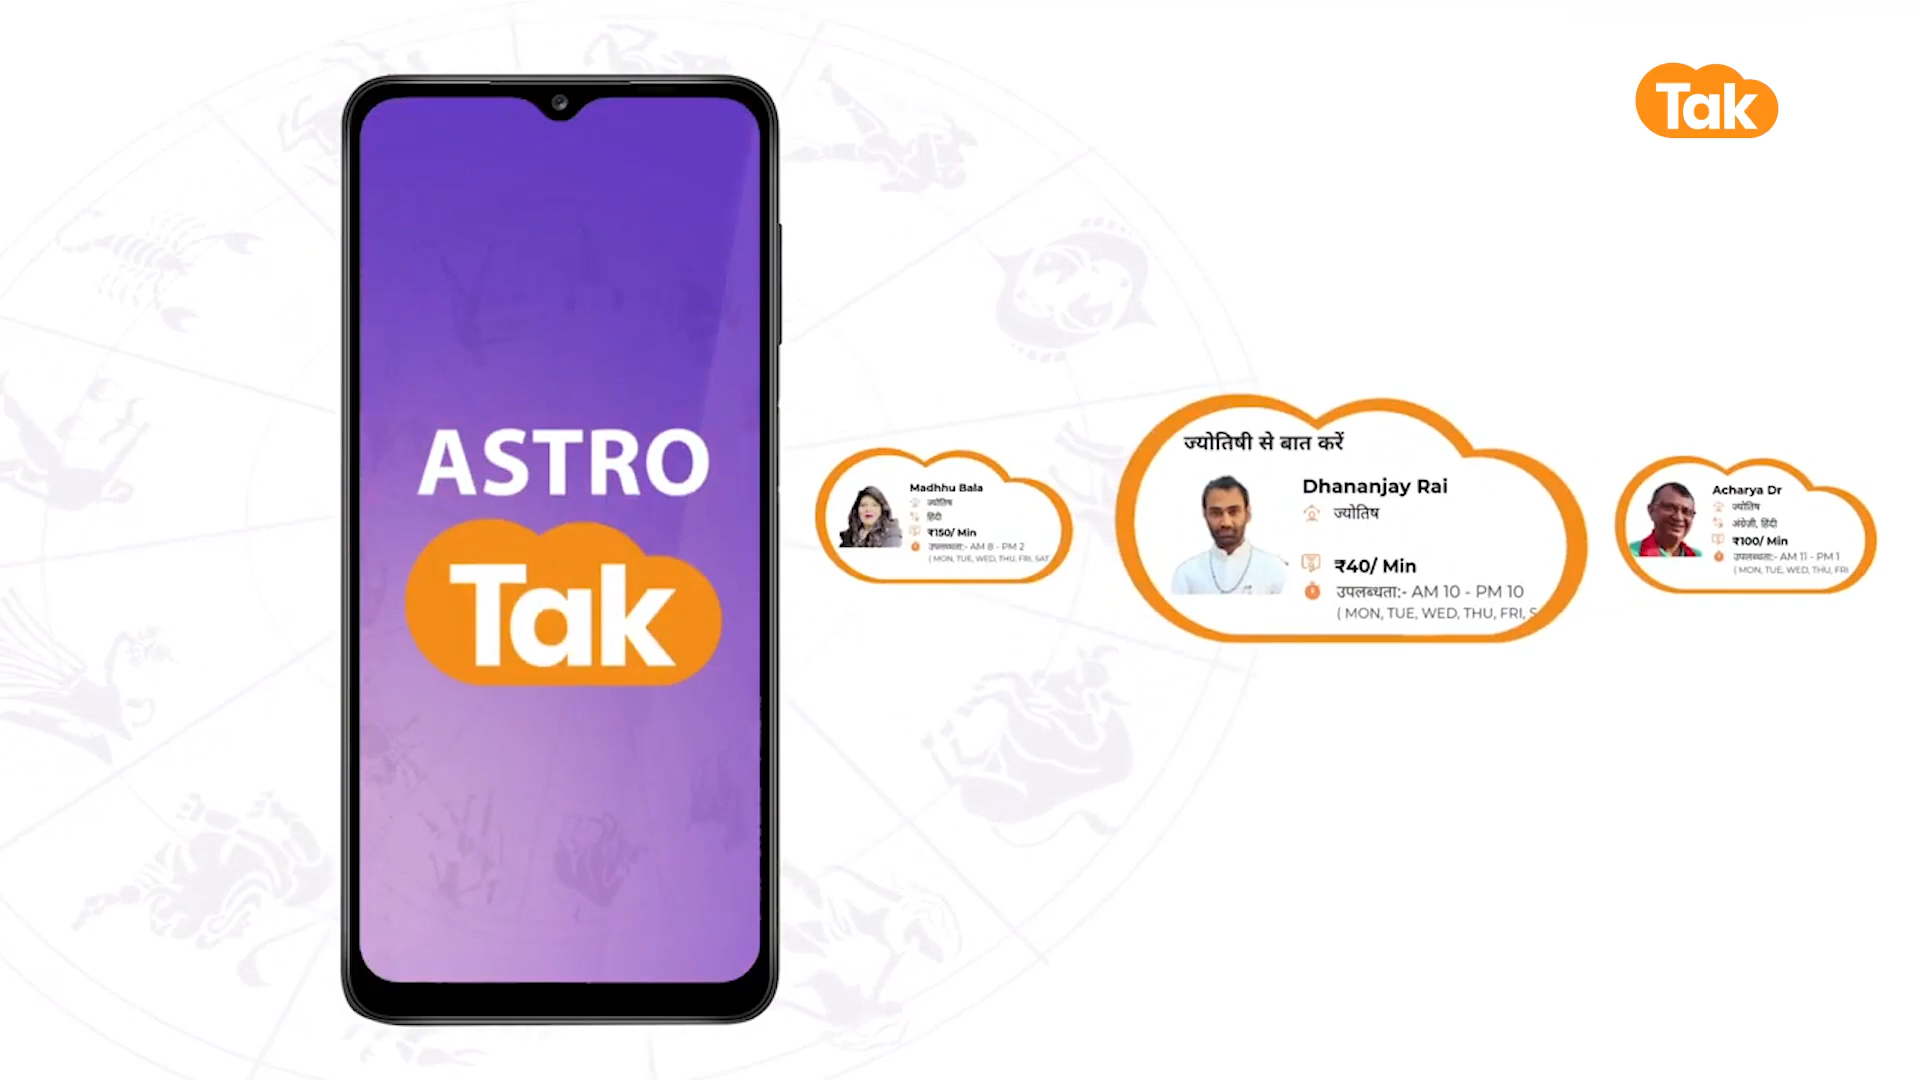 Tak
ASTRO
Tak
Madhhu Bala
ज्योतिष
हिंदी
₹150/ Min
उपलब्धता:- AM 8 - PM 2
( MON, TUE, WED, THU, FRI, SAT
ज्योतिषी से बात करें
Dhananjay Rai
ज्योतिष
₹40/ Min
उपलब्धता:- AM 10 - PM 10
( MON, TUE, WED, THU, FRI, S
Acharya Dr
ज्योतिष
अंग्रेज़ी, हिंदी
₹100/ Min
उपलब्धता:- AM 11 - PM 1
( MON, TUE, WED, THU, FRI